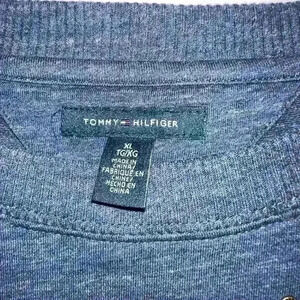 TOMMY HILFIGER
XL
TG/XG
MADE IN
CHINA/
FABRIQUÉ EN
CHINE/
HECHO EN
CHINA